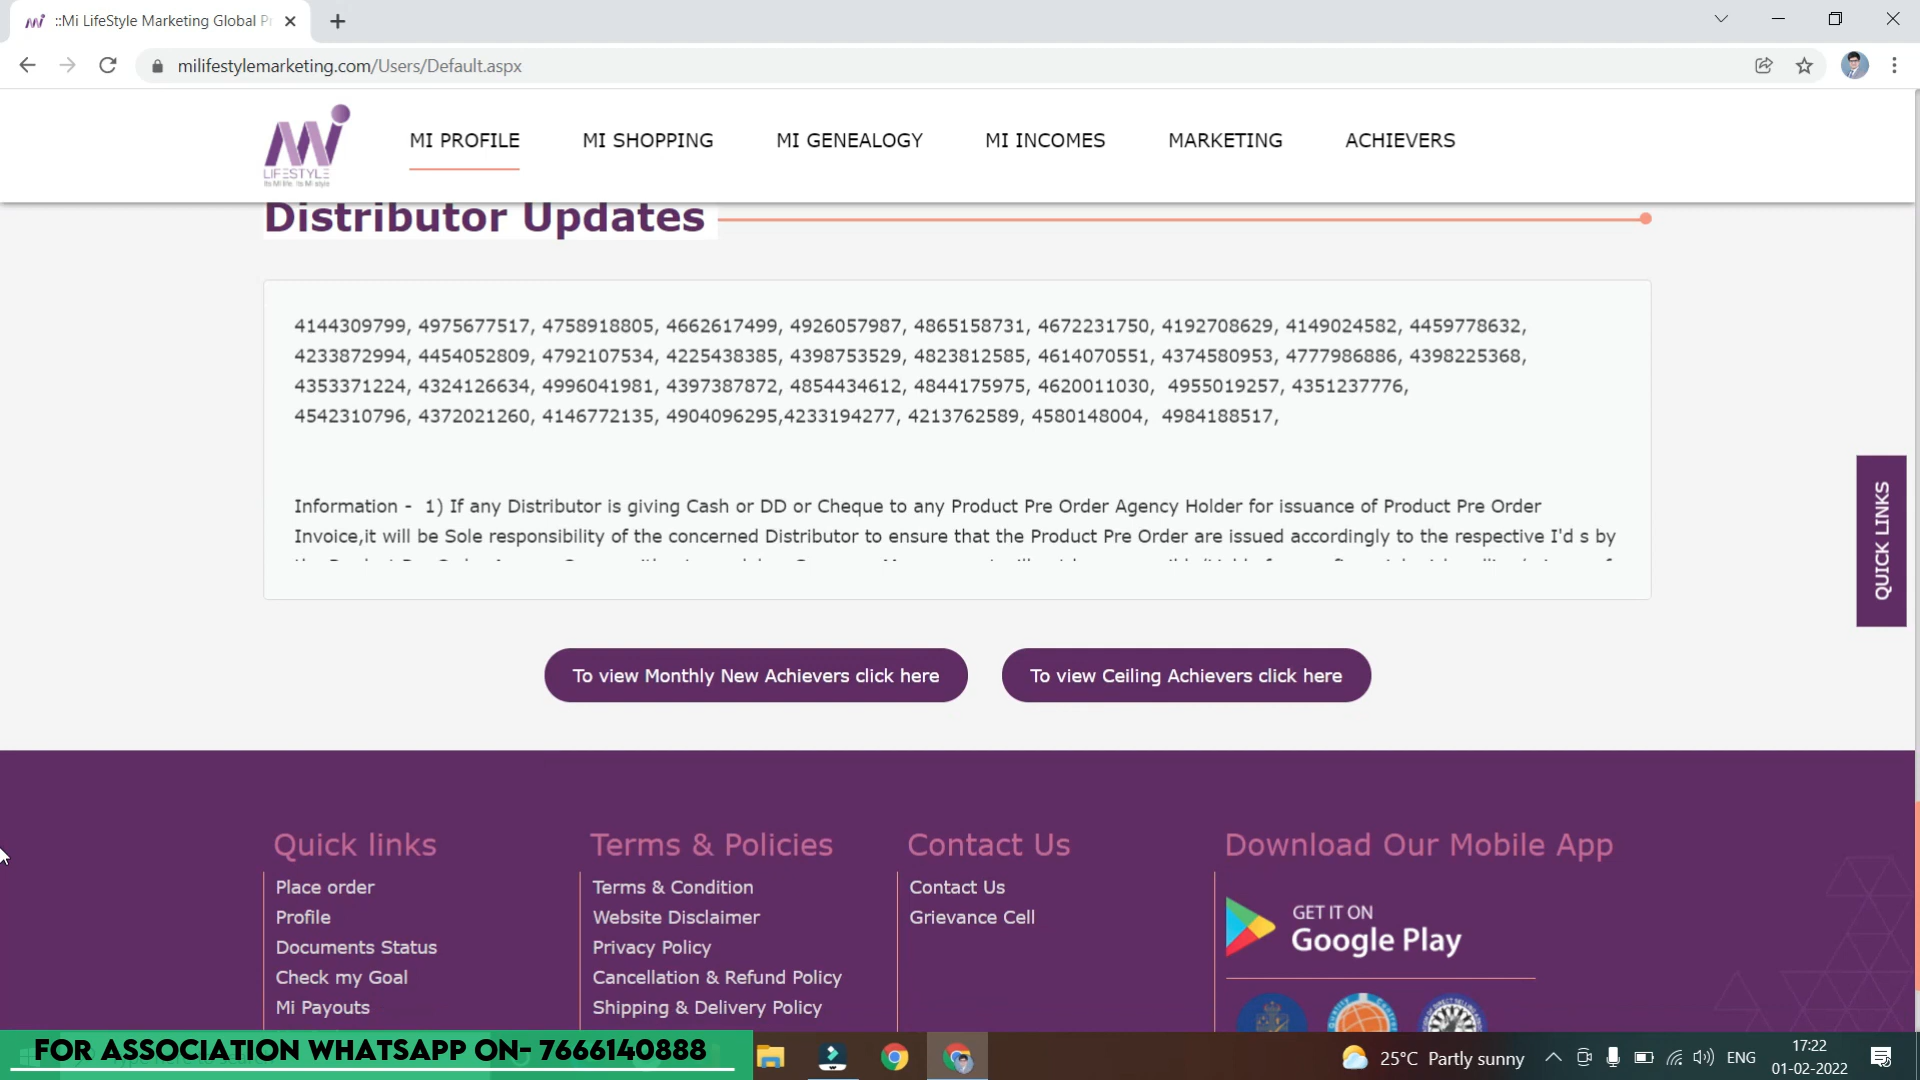 ::Mi LifeStyle Marketing Global Pr
milifestylemarketing.com/Users/Default.aspx
LIFESTYLE
MI PROFILE
MI SHOPPING
MI GENEALOGY
MI INCOMES
MARKETING
ACHIEVERS
Distributor Updates
4144309799, 4975677517, 4758918805, 4662617499, 4926057987, 4865158731, 4672231750, 4192708629, 4149024582, 4459778632,
4233872994, 4454052809, 4792107534, 4225438385, 4398753529, 4823812585, 4614070551, 4374580953, 4777986886, 4398225368,
4353371224, 4324126634, 4996041981, 4397387872, 4854434612, 4844175975, 4620011030,  4955019257, 4351237776,
4542310796, 4372021260, 4146772135, 4904096295,4233194277, 4213762589, 4580148004,  4984188517,
Information -  1) If any Distributor is giving Cash or DD or Cheque to any Product Pre Order Agency Holder for issuance of Product Pre Order
Invoice,it will be Sole responsibility of the concerned Distributor to ensure that the Product Pre Order are issued accordingly to the respective I'd s by
QUICK LINKS
To view Monthly New Achievers click here
To view Ceiling Achievers click here
Quick links
Place order
Profile
Documents Status
Check my Goal
Mi Payouts
Terms & Policies
Terms & Condition
Website Disclaimer
Privacy Policy
Cancellation & Refund Policy
Shipping & Delivery Policy
Contact Us
Contact Us
Grievance Cell
Download Our Mobile App
GET IT ON
Google Play
FOR ASSOCIATION WHATSAPP ON- 7666140888
25°C Partly sunny
ENG
17:22
01-02-2022